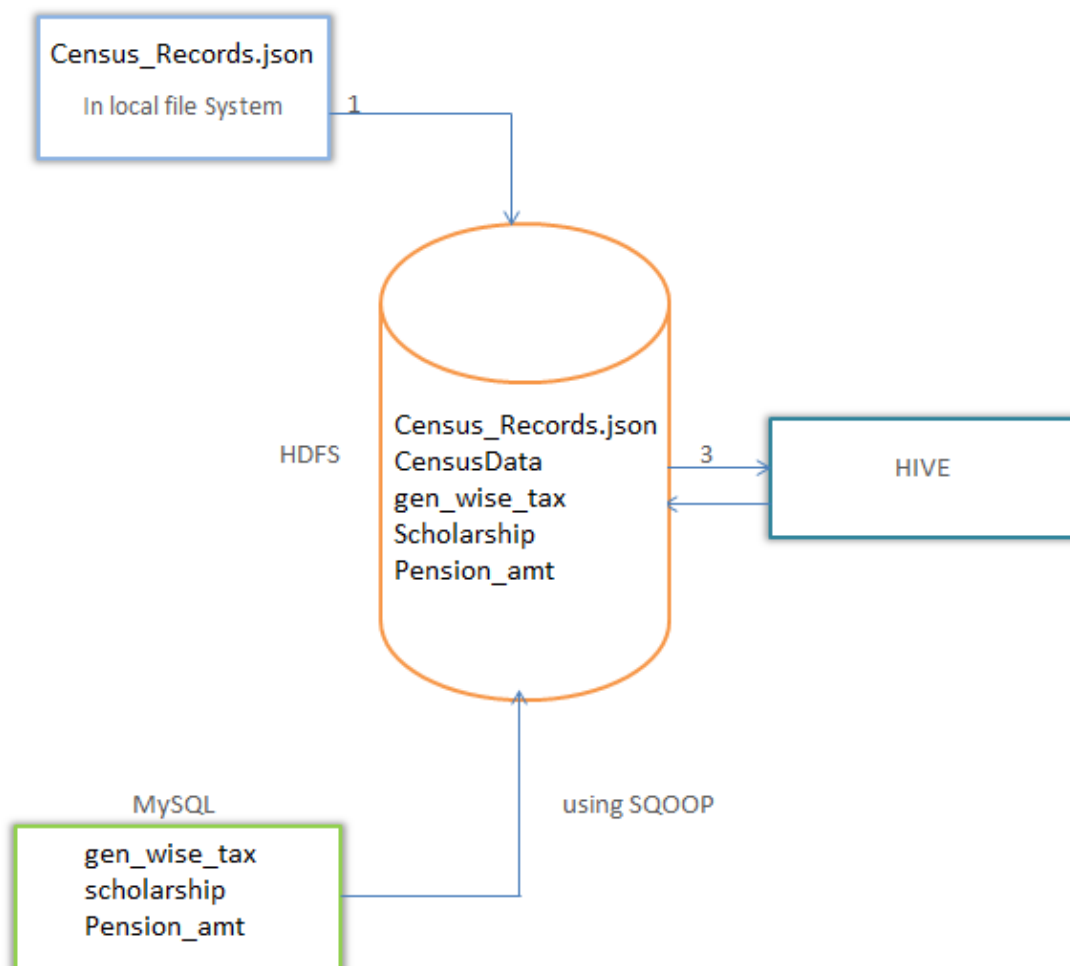 Census_Records.json
In local file System
1
Census_Records.json
CensusData
gen_wise_tax
Scholarship
Pension_amt
HDFS
3
HIVE
MySQL
using SQOOP
gen_wise_tax
scholarship
Pension_amt